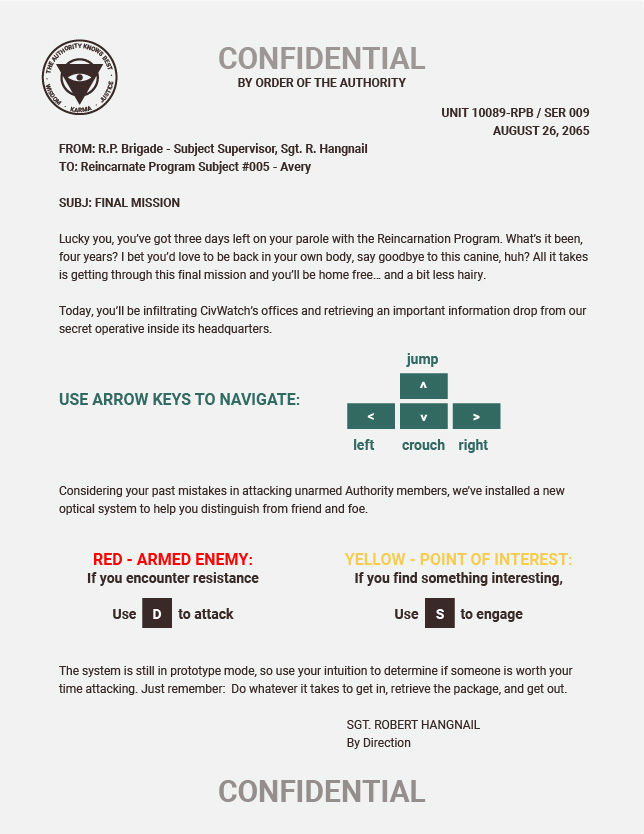 THE AUTHORITY KNOWS BEST
WISDOM · KARMA · JUSTICE
CONFIDENTIAL
BY ORDER OF THE AUTHORITY
UNIT 10089-RPB / SER 009
AUGUST 26, 2065
FROM: R.P. Brigade - Subject Supervisor, Sgt. R. Hangnail
TO: Reincarnate Program Subject #005 - Avery
SUBJ: FINAL MISSION
Lucky you, you've got three days left on your parole with the Reincarnation Program. What's it been,
four years? I bet you'd love to be back in your own body, say goodbye to this canine, huh? All it takes
is getting through this final mission and you'll be home free... and a bit less hairy.
Today, you'll be infiltrating CivWatch's offices and retrieving an important information drop from our
secret operative inside its headquarters.
jump
^
USE ARROW KEYS TO NAVIGATE:
< v >
left crouch right
Considering your past mistakes in attacking unarmed Authority members, we've installed a new
optical system to help you distinguish from friend and foe.
RED - ARMED ENEMY:
If you encounter resistance
Use D to attack
YELLOW - POINT OF INTEREST:
If you find something interesting,
Use S to engage
The system is still in prototype mode, so use your intuition to determine if someone is worth your
time attacking. Just remember: Do whatever it takes to get in, retrieve the package, and get out.
SGT. ROBERT HANGNAIL
By Direction
CONFIDENTIAL